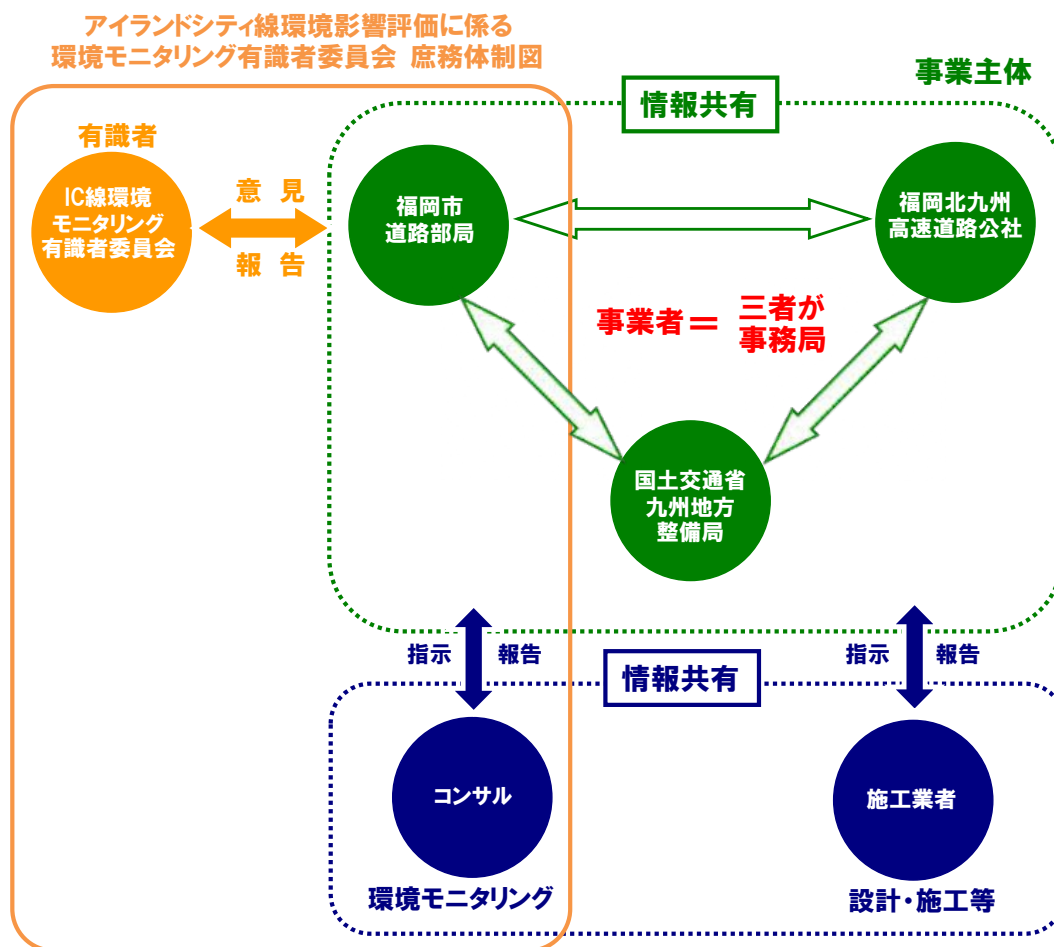 アイランドシティ線環境影響評価に係る
環境モニタリング有識者委員会 庶務体制図
事業主体
情報共有
有識者
IC線環境
モニタリング
有識者委員会
意見
報告
福岡市
道路部局
福岡北九州
高速道路公社
事業者＝
三者が
事務局
国土交通省
九州地方
整備局
指示
報告
指示
報告
情報共有
コンサル
施工業者
環境モニタリング
設計・施工等